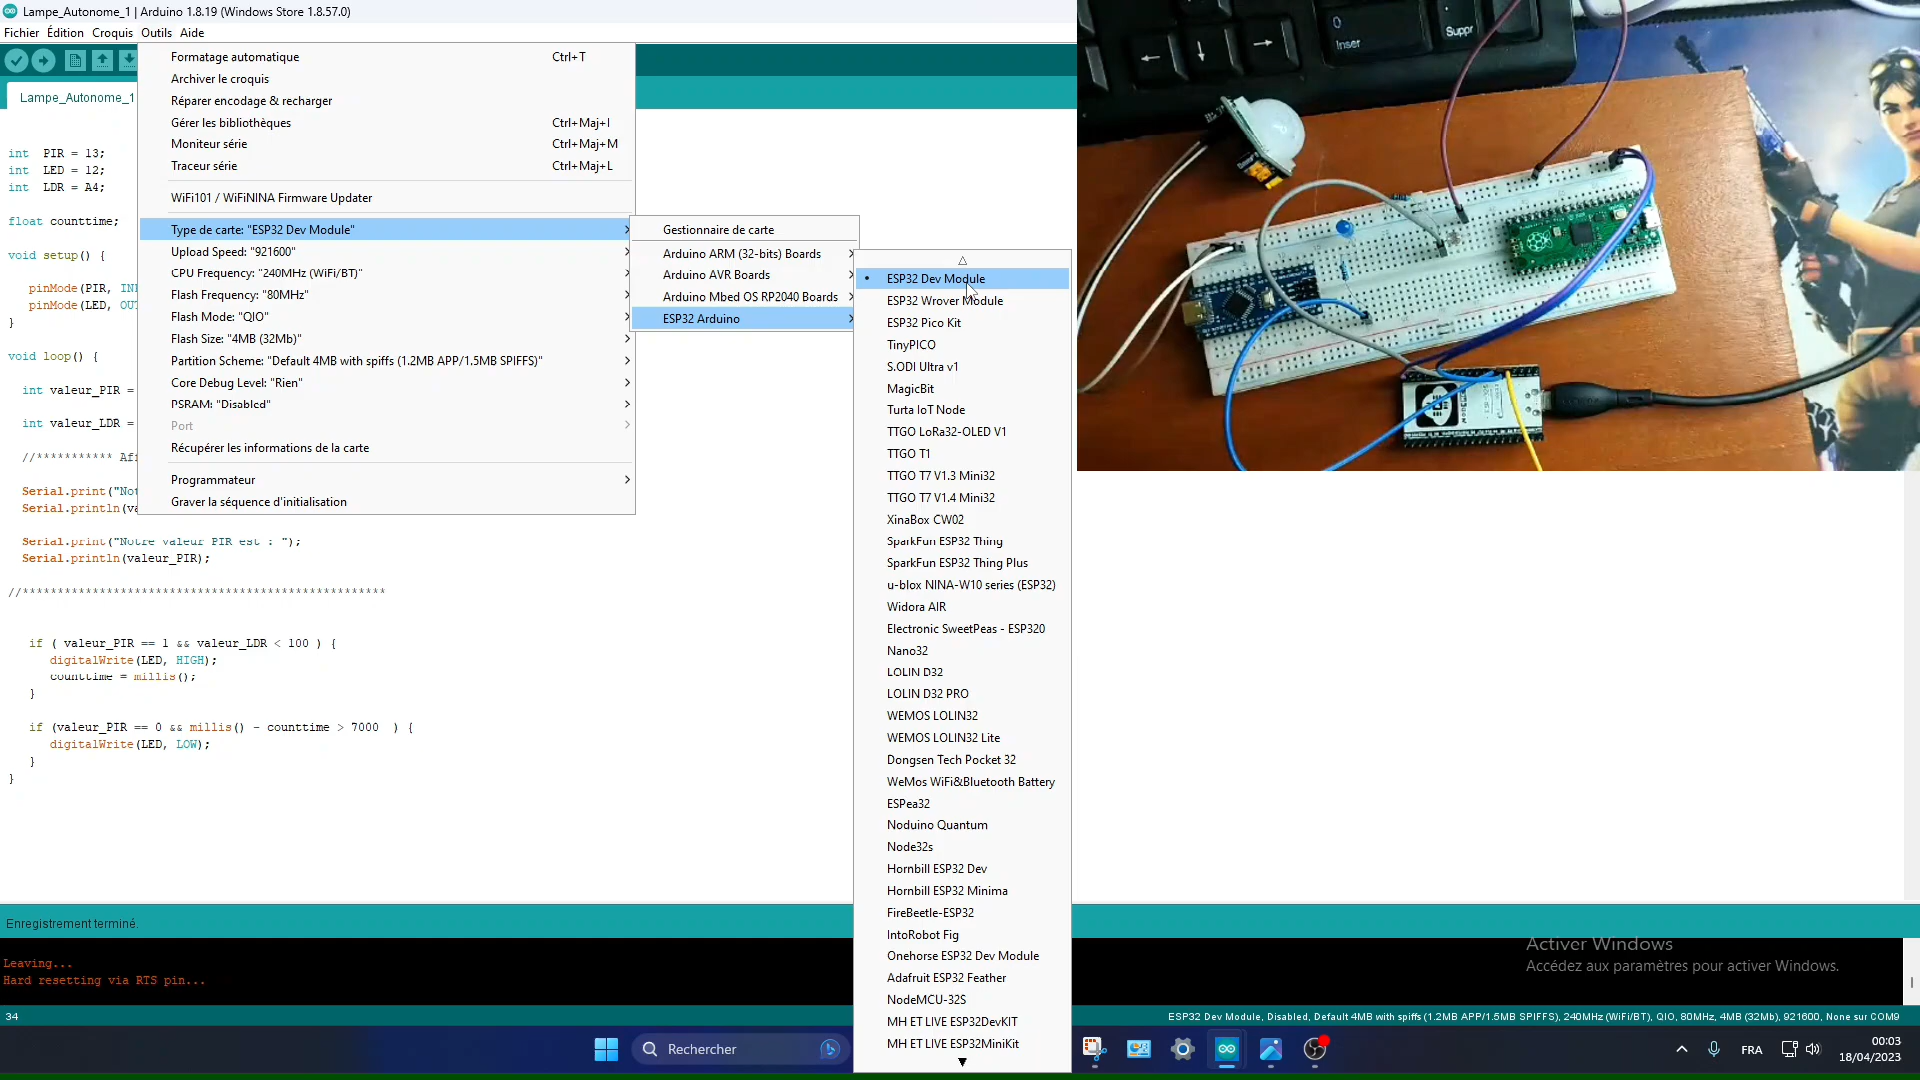 Lampe_Autonome_1 | Arduino 1.8.19 (Windows Store 1.8.57.0)
Fichier Édition Croquis Outils Aide
Lampe_Autonome_1
int PIR = 13;
int LED = 12;
int LDR = A4;
float counttime;
void setup() {
pinMode(PIR, IN
pinMode(LED, OU
}
void loop() {
int valeur_PIR =
int valeur_LDR =
//*********** Af
Serial.print("Not
Serial.println(va
Serial.print("Notre valeur PIR est : ");
Serial.println(valeur_PIR);
//****************************************************
if ( valeur_PIR == 1 && valeur_LDR < 100 ) {
digitalWrite(LED, HIGH);
counttime = millis();
}
if (valeur_PIR == 0 && millis() - counttime > 7000 ) {
digitalWrite(LED, LOW);
}
}
Formatage automatique Ctrl+T
Archiver le croquis
Réparer encodage & recharger
Gérer les bibliothèques Ctrl+Maj+I
Moniteur série Ctrl+Maj+M
Traceur série Ctrl+Maj+L
WiFi101 / WiFiNINA Firmware Updater
Type de carte: "ESP32 Dev Module"
Upload Speed: "921600"
CPU Frequency: "240MHz (WiFi/BT)"
Flash Frequency: "80MHz"
Flash Mode: "QIO"
Flash Size: "4MB (32Mb)"
Partition Scheme: "Default 4MB with spiffs (1.2MB APP/1.5MB SPIFFS)"
Core Debug Level: "Rien"
PSRAM: "Disabled"
Port
Récupérer les informations de la carte
Programmateur
Graver la séquence d'initialisation
Gestionnaire de carte
Arduino ARM (32-bits) Boards
Arduino AVR Boards
Arduino Mbed OS RP2040 Boards
ESP32 Arduino
ESP32 Dev Module
ESP32 Wrover Module
ESP32 Pico Kit
TinyPICO
S.ODI Ultra v1
MagicBit
Turta IoT Node
TTGO LoRa32-OLED V1
TTGO T1
TTGO T7 V1.3 Mini32
TTGO T7 V1.4 Mini32
XinaBox CW02
SparkFun ESP32 Thing
SparkFun ESP32 Thing Plus
u-blox NINA-W10 series (ESP32)
Widora AIR
Electronic SweetPeas - ESP320
Nano32
LOLIN D32
LOLIN D32 PRO
WEMOS LOLIN32
WEMOS LOLIN32 Lite
Dongsen Tech Pocket 32
WeMos WiFi&Bluetooth Battery
ESPea32
Noduino Quantum
Node32s
Hornbill ESP32 Dev
Hornbill ESP32 Minima
FireBeetle-ESP32
IntoRobot Fig
Onehorse ESP32 Dev Module
Adafruit ESP32 Feather
NodeMCU-32S
MH ET LIVE ESP32DevKIT
MH ET LIVE ESP32MiniKit
0
Inser
Suppr
Enregistrement terminé.
Leaving...
Hard resetting via RTS pin...
Activer Windows
Accédez aux paramètres pour activer Windows.
34
ESP32 Dev Module, Disabled, Default 4MB with spiffs (1.2MB APP/1.5MB SPIFFS), 240MHz (WiFi/BT), QIO, 80MHz, 4MB (32Mb), 921600, None sur COM9
Rechercher
FRA
00:03
18/04/2023